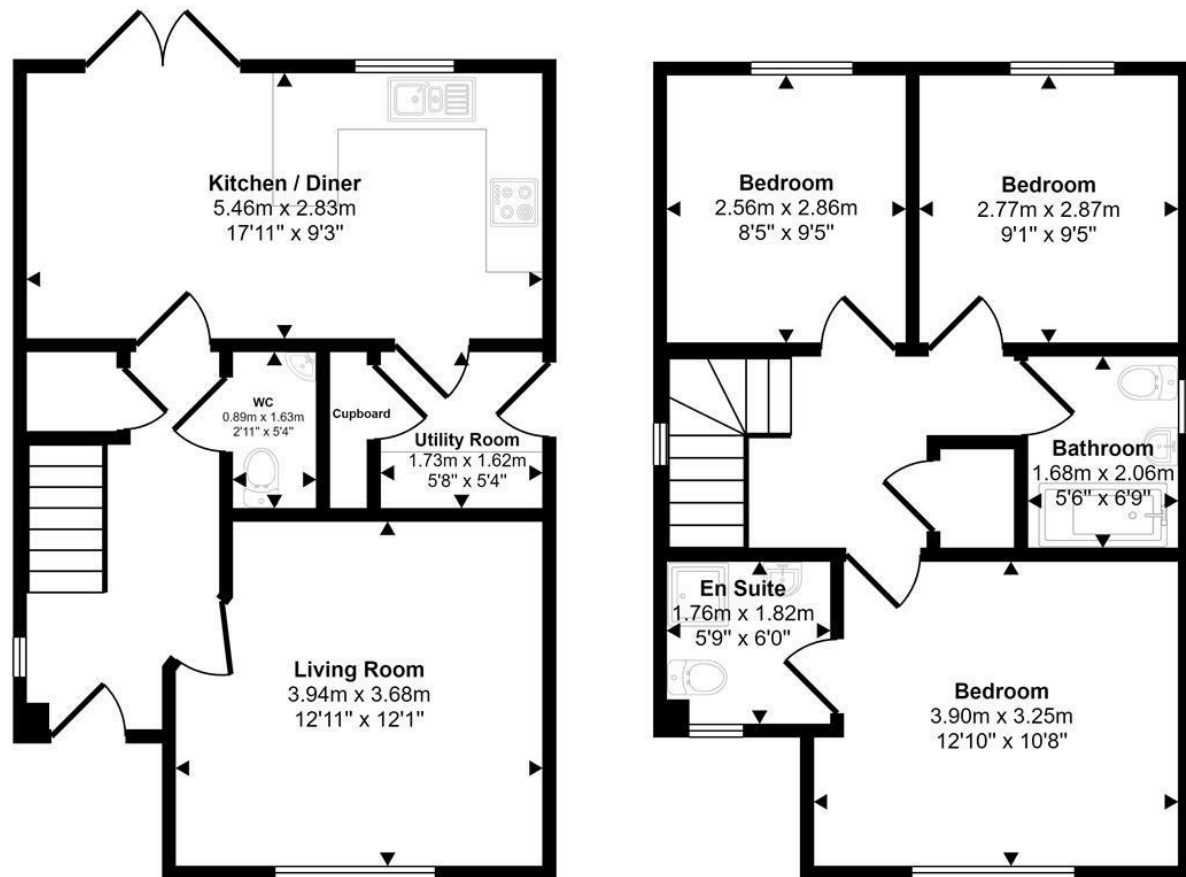 Kitchen / Diner
5.46m x 2.83m
17'11" x 9'3"
WC
0.89m x 1.63m
2'11" x 5'4"
Cupboard
Utility Room
1.73m x 1.62m
5'8" x 5'4"
Living Room
3.94m x 3.68m
12'11" x 12'1"
Bedroom
2.56m x 2.86m
8'5" x 9'5"
Bedroom
2.77m x 2.87m
9'1" x 9'5"
Bathroom
1.68m x 2.06m
5'6" x 6'9"
En Suite
1.76m x 1.82m
5'9" x 6'0"
Bedroom
3.90m x 3.25m
12'10" x 10'8"